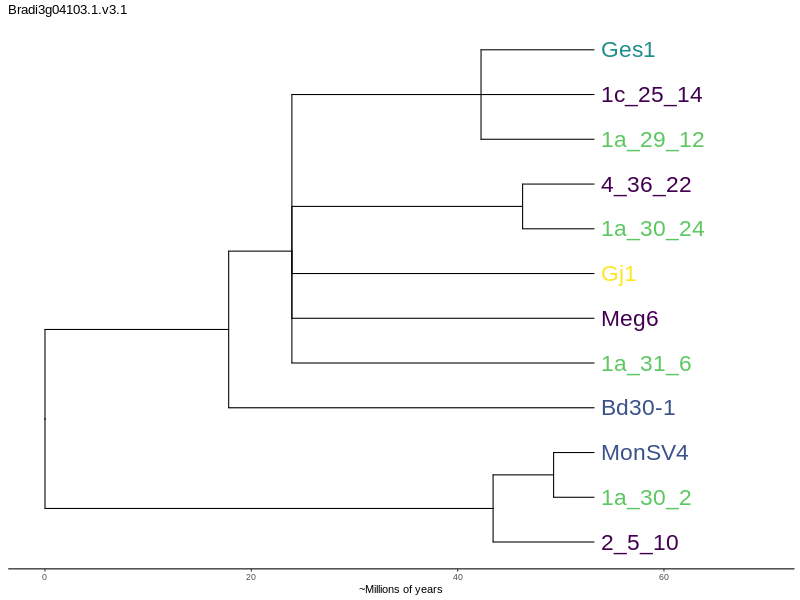 Bradi3g04103.1.v3.1
Ges1
1c_25_14
1a_29_12
4_36_22
1a_30_24
Gj1
Meg6
1a_31_6
Bd30-1
MonSV4
1a_30_2
2_5_10
0 20 40 60
~Millions of years